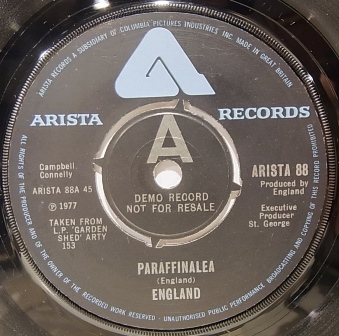 ARISTA RECORDS A SUBSIDIARY OF COLUMBIA PICTURES INDUSTRIES INC. MADE IN GREAT BRITAIN
ARISTA RECORDS
A
Campbell
Connelly
ARISTA 88A 45
℗ 1977
TAKEN FROM
L.P. 'GARDEN
SHED' ARTY
153
DEMO RECORD
NOT FOR RESALE
ARISTA 88
Produced by
England
Executive
Producer
St. George
PARAFFINALEA
(England)
ENGLAND
ALL RIGHTS OF THE PRODUCER AND OF THE OWNER OF THE RECORDED WORK RESERVED - UNAUTHORISED PUBLIC PERFORMANCE BROADCASTING AND COPYING OF THIS RECORD PROHIBITED